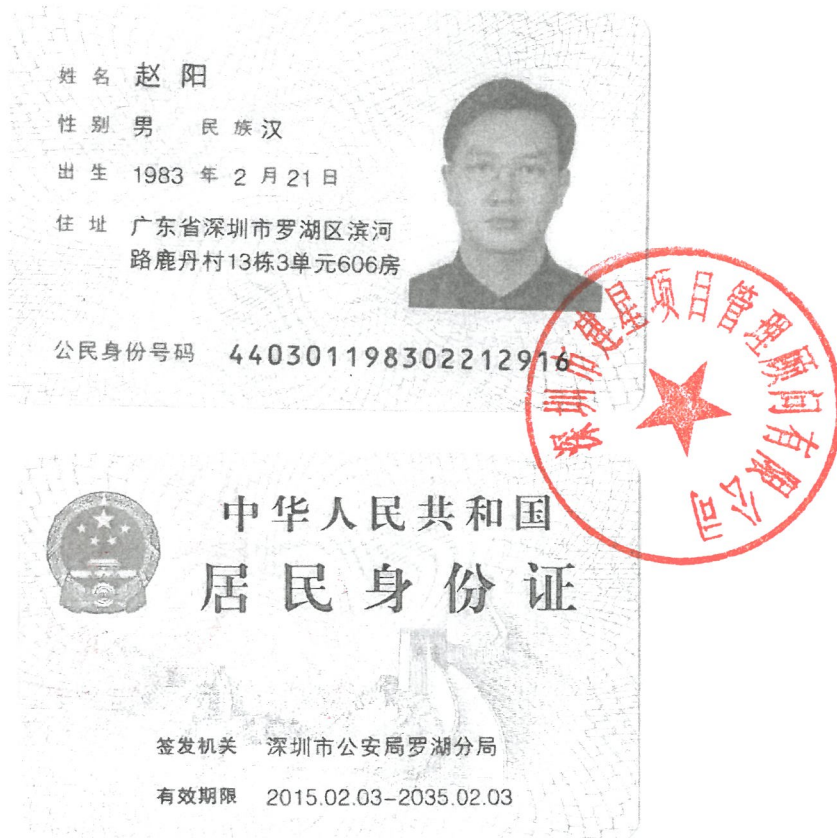 姓名 赵阳
性别 男 民族 汉
出生 1983 年 2 月 21 日
住址 广东省深圳市罗湖区滨河
路鹿丹村13栋3单元606房
公民身份号码 440301198302212916
深圳市建星项目管理顾问有限公司
中华人民共和国
居民身份证
签发机关 深圳市公安局罗湖分局
有效期限 2015.02.03-2035.02.03